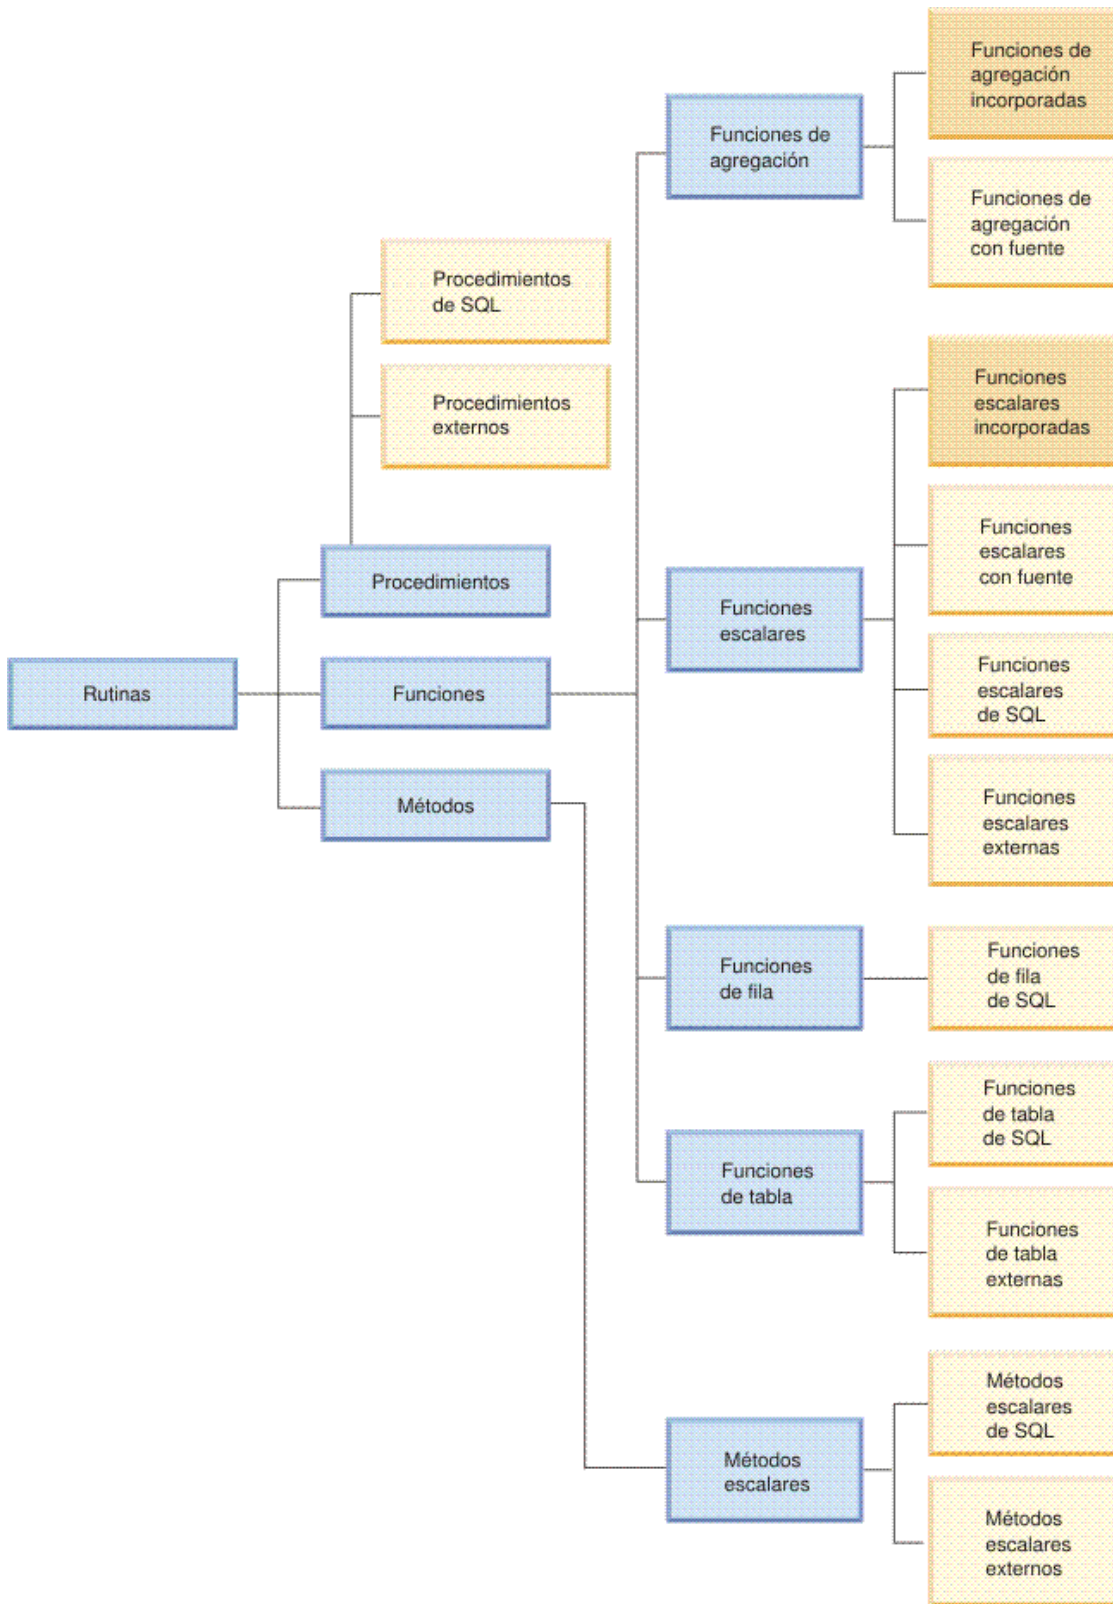 Funciones de
agregación
incorporadas
Funciones de
agregación
Funciones de
agregación
con fuente
Procedimientos
de SQL
Procedimientos
externos
Funciones
escalares
incorporadas
Funciones
escalares
con fuente
Procedimientos
Funciones
escalares
Rutinas
Funciones
Funciones
escalares
de SQL
Métodos
Funciones
escalares
externas
Funciones
de fila
Funciones
de fila
de SQL
Funciones
de tabla
de SQL
Funciones
de tabla
Funciones
de tabla
externas
Métodos
escalares
de SQL
Métodos
escalares
Métodos
escalares
externos